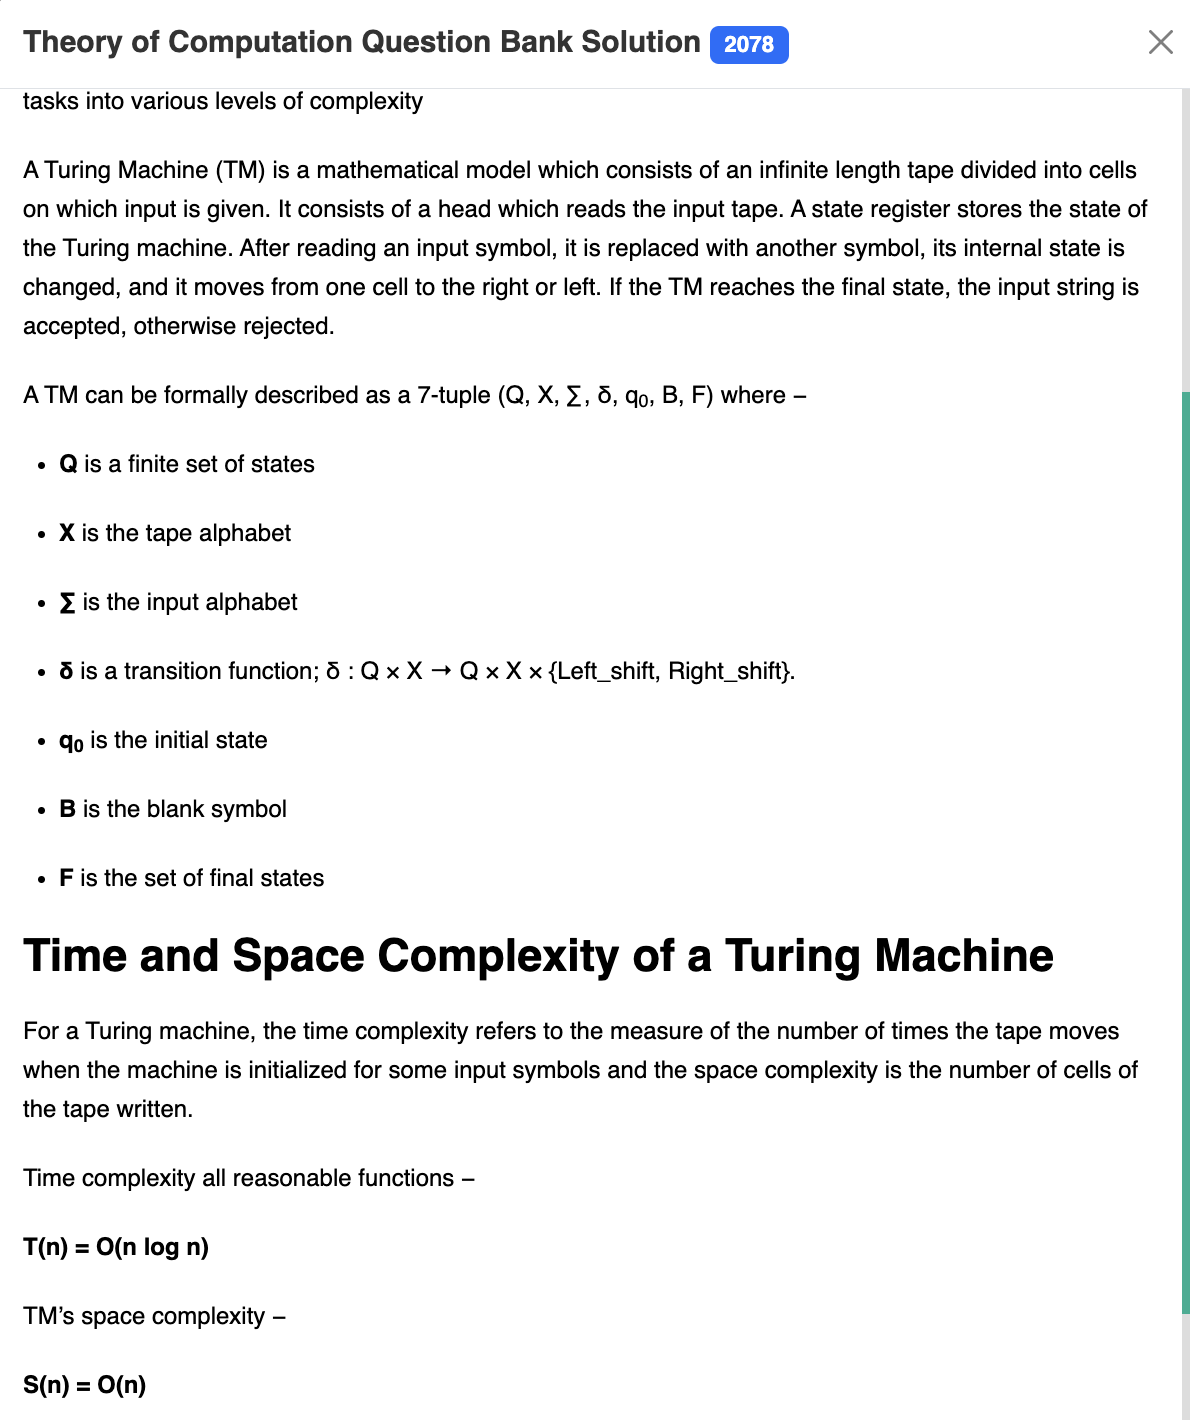 Theory of Computation Question Bank Solution 2078
tasks into various levels of complexity
A Turing Machine (TM) is a mathematical model which consists of an infinite length tape divided into cells
on which input is given. It consists of a head which reads the input tape. A state register stores the state of
the Turing machine. After reading an input symbol, it is replaced with another symbol, its internal state is
changed, and it moves from one cell to the right or left. If the TM reaches the final state, the input string is
accepted, otherwise rejected.
A TM can be formally described as a 7-tuple (Q, X, ∑, δ, q₀, B, F) where −
• Q is a finite set of states
• X is the tape alphabet
• ∑ is the input alphabet
• δ is a transition function; δ : Q × X → Q × X × {Left_shift, Right_shift}.
• q₀ is the initial state
• B is the blank symbol
• F is the set of final states
Time and Space Complexity of a Turing Machine
For a Turing machine, the time complexity refers to the measure of the number of times the tape moves
when the machine is initialized for some input symbols and the space complexity is the number of cells of
the tape written.
Time complexity all reasonable functions −
T(n) = O(n log n)
TM’s space complexity −
S(n) = O(n)